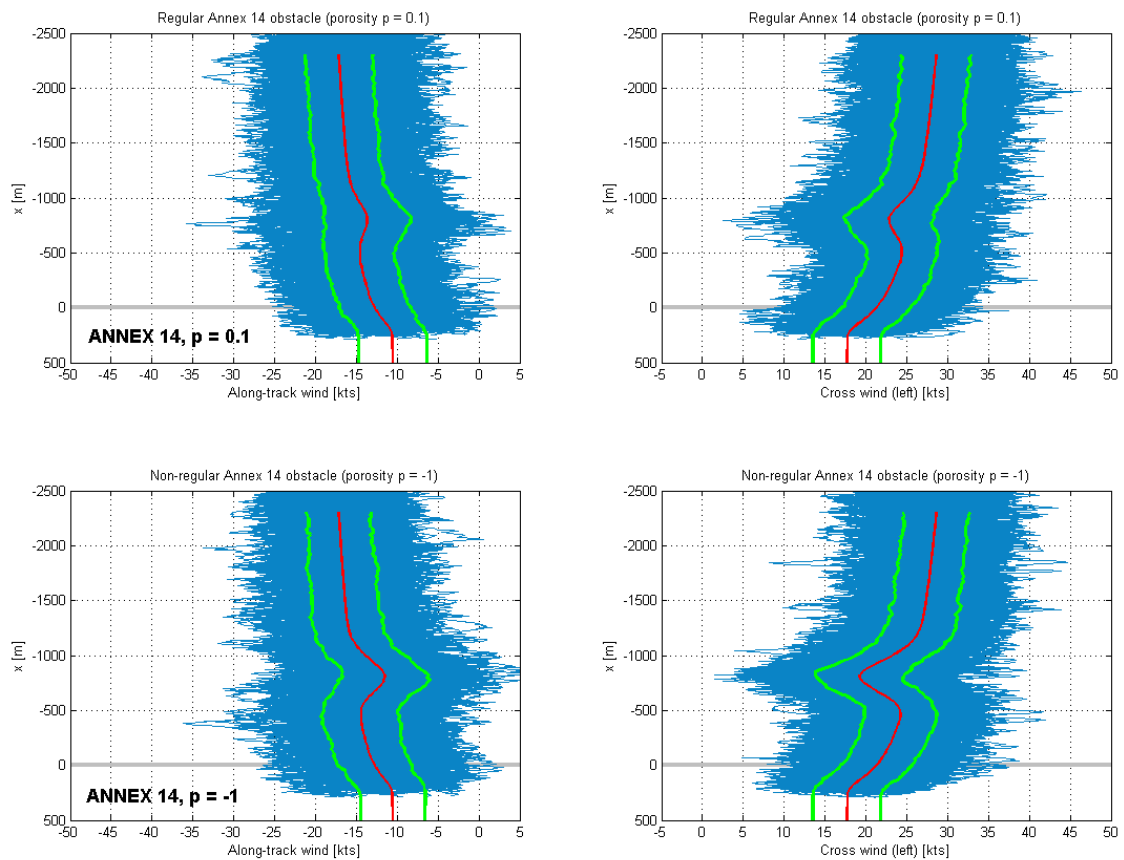 Regular Annex 14 obstacle (porosity p = 0.1)
-2500
-2000
-1500
-1000
-500
0
500
x [m]
ANNEX 14, p = 0.1
-50 -45 -40 -35 -30 -25 -20 -15 -10 -5 0 5
Along-track wind [kts]
Regular Annex 14 obstacle (porosity p = 0.1)
-2500
-2000
-1500
-1000
-500
0
500
x [m]
-5 0 5 10 15 20 25 30 35 40 45 50
Cross wind (left) [kts]
Non-regular Annex 14 obstacle (porosity p = -1)
-2500
-2000
-1500
-1000
-500
0
500
x [m]
ANNEX 14, p = -1
-50 -45 -40 -35 -30 -25 -20 -15 -10 -5 0 5
Along-track wind [kts]
Non-regular Annex 14 obstacle (porosity p = -1)
-2500
-2000
-1500
-1000
-500
0
500
x [m]
-5 0 5 10 15 20 25 30 35 40 45 50
Cross wind (left) [kts]